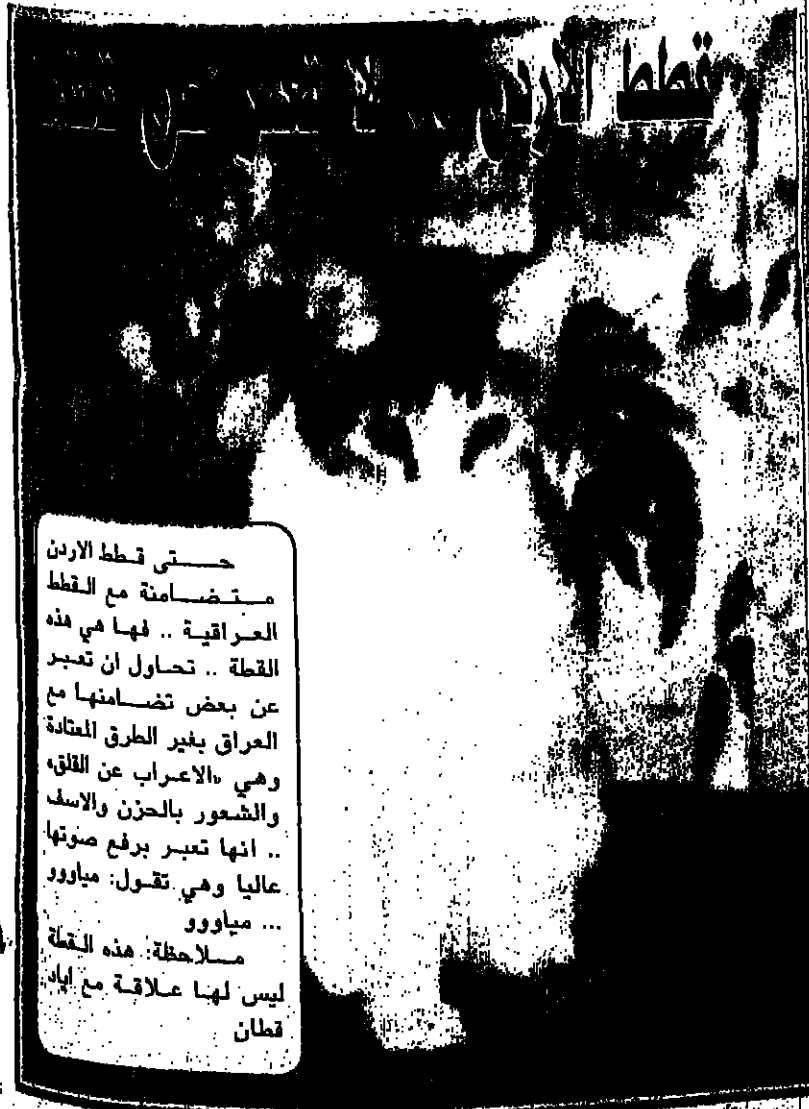 قطط الأردن
حتى قطط الاردن
متضامنة مع القطط
العراقية .. فها هي هذه
القطة .. تحاول ان تعبر
عن بعض تضامنها مع
العراق بغير الطرق المعتادة
وهي «الاعراب عن القلق»
والشعور بالحزن والاسف
.. انها تعبر برفع صوتها
عاليا وهي تقول: مياووو
... مياووو
ملاحظة: هذه القطة
ليس لها علاقة مع اياد
قطان